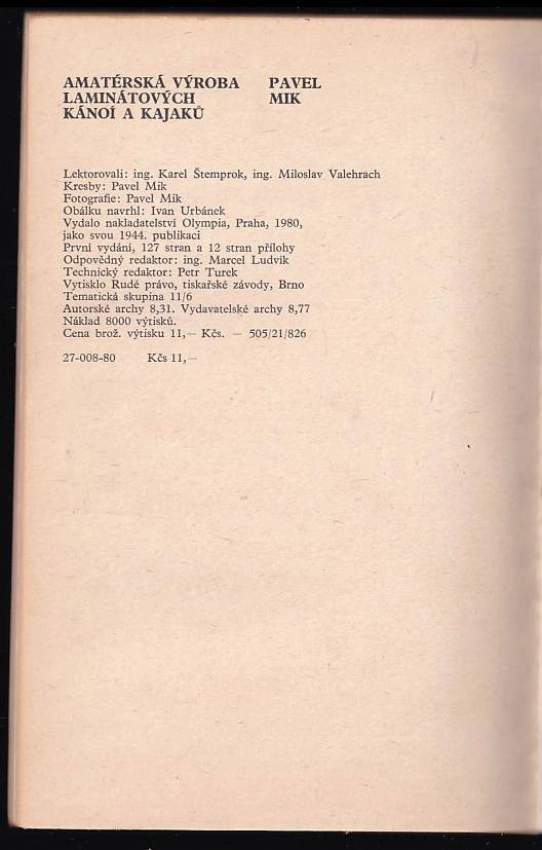 AMATÉRSKÁ VÝROBA PAVEL
LAMINÁTOVÝCH MIK
KÁNOÍ A KAJAKŮ
Lektorovali: ing. Karel Štemprok, ing. Miloslav Valehrach
Kresby: Pavel Mik
Fotografie: Pavel Mik
Obálku navrhl: Ivan Urbánek
Vydalo nakladatelství Olympia, Praha, 1980,
jako svou 1944. publikaci
První vydání, 127 stran a 12 stran přílohy
Odpovědný redaktor: ing. Marcel Ludvík
Technický redaktor: Petr Turek
Vytisklo Rudé právo, tiskařské závody, Brno
Tematická skupina 11/6
Autorské archy 8,31. Vydavatelské archy 8,77
Náklad 8000 výtisků.
Cena brož. výtisku 11,— Kčs. — 505/21/826
27-008-80 Kčs 11,—